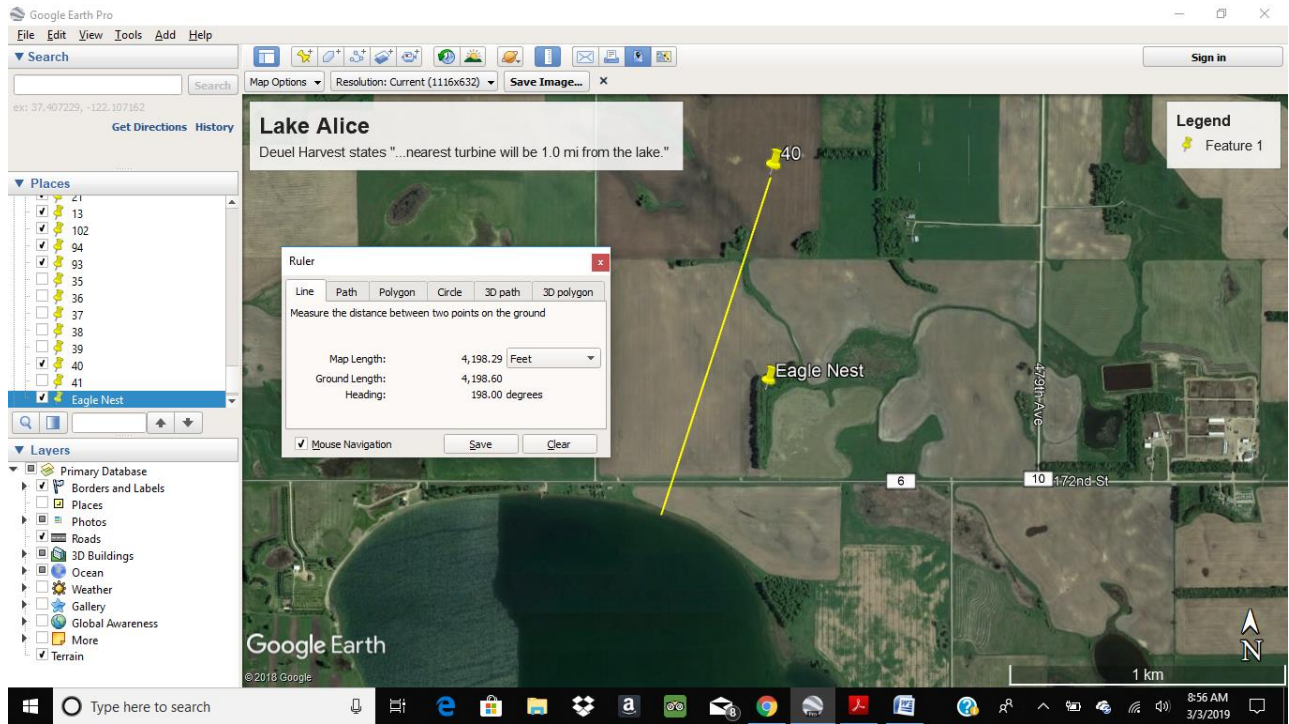 Google Earth Pro
File Edit View Tools Add Help
Search
Search
ex: 37.407229, -122.107162
Get Directions History
Places
21
13
102
94
93
35
36
37
38
39
40
41
Eagle Nest
Layers
Primary Database
Borders and Labels
Places
Photos
Roads
3D Buildings
Ocean
Weather
Gallery
Global Awareness
More
Terrain
Sign in
Map Options Resolution: Current (1116x632) Save Image...
Lake Alice
Deuel Harvest states "...nearest turbine will be 1.0 mi from the lake."
Legend
Feature 1
40
Ruler
Line Path Polygon Circle 3D path 3D polygon
Measure the distance between two points on the ground
Map Length: 4,198.29 Feet
Ground Length: 4,198.60
Heading: 198.00 degrees
Mouse Navigation Save Clear
Eagle Nest
479th Ave
6
10
172nd St
Google Earth
©2018 Google
N
1 km
Type here to search
a
8
8:56 AM
3/3/2019